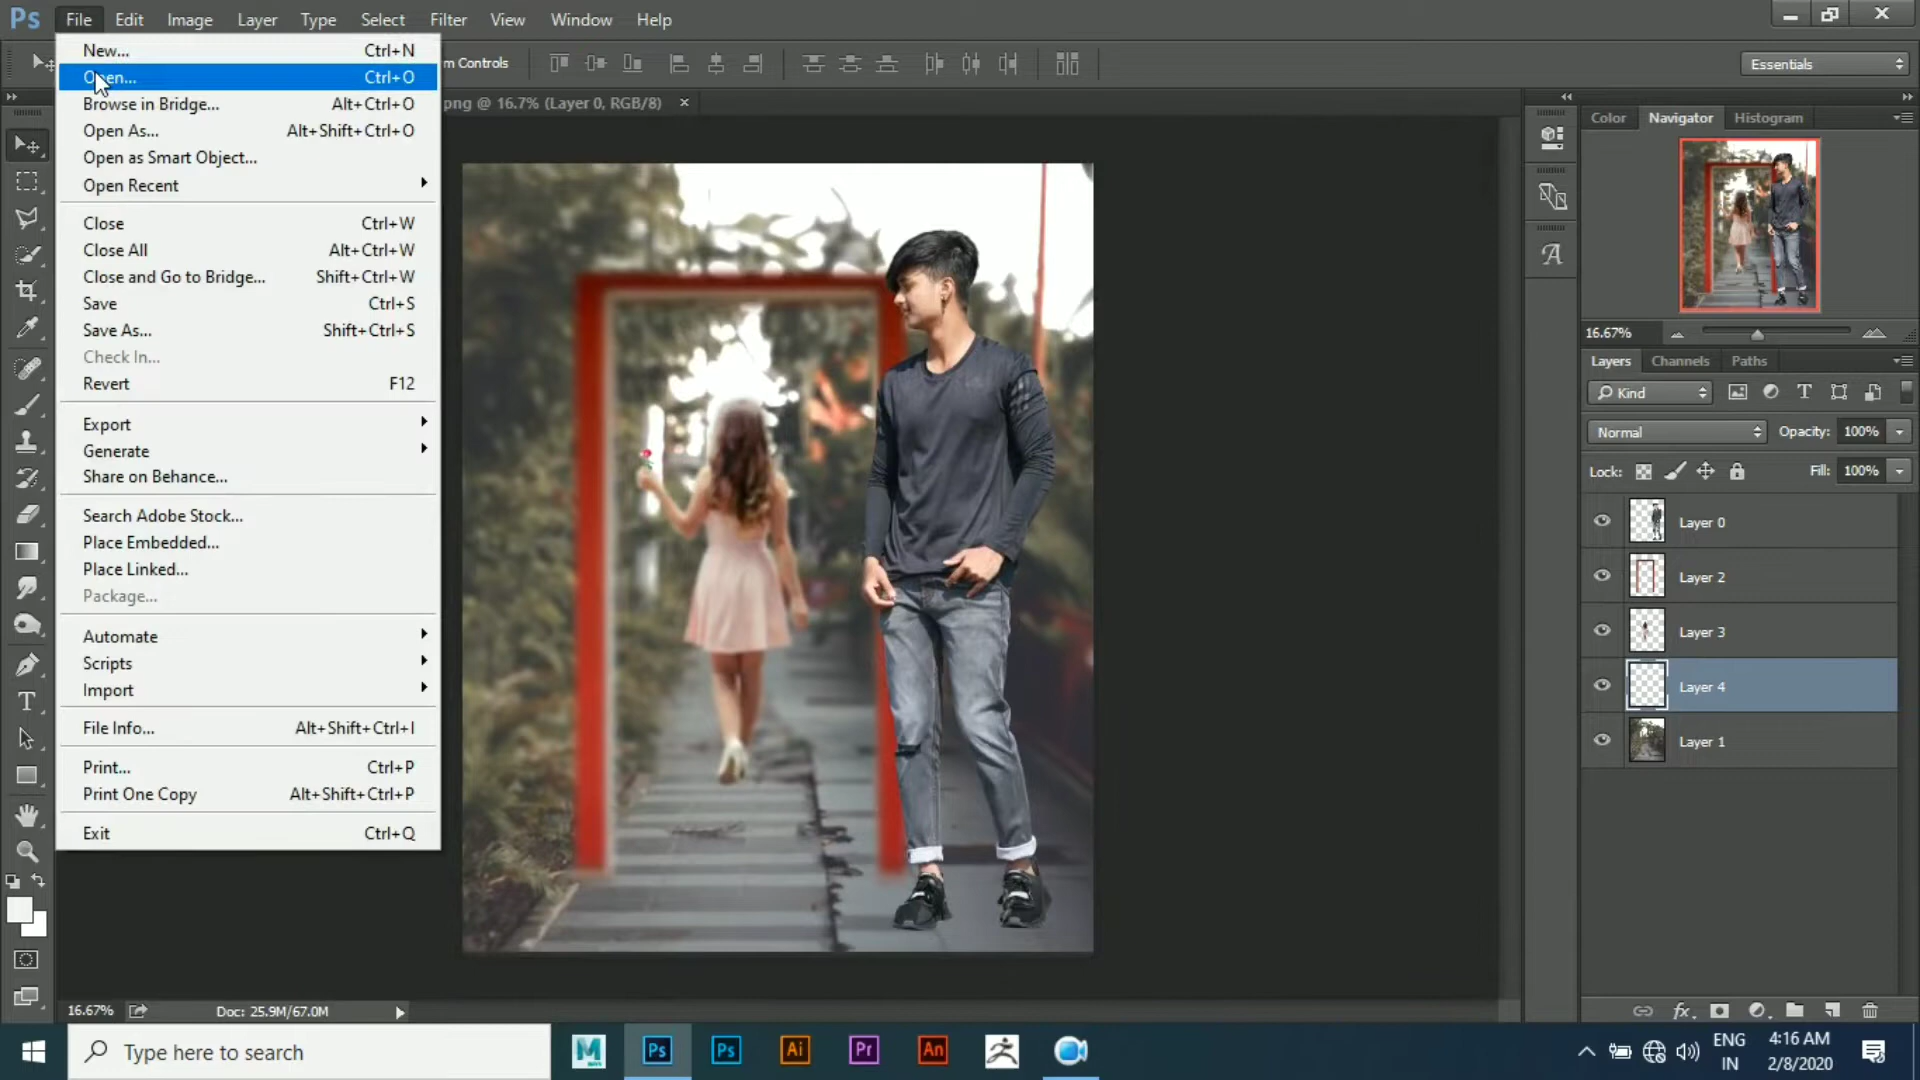 Ps File Edit Image Layer Type Select Filter View Window Help
New... Ctrl+N
Open... Ctrl+O
Browse in Bridge... Alt+Ctrl+O
Open As... Alt+Shift+Ctrl+O
Open as Smart Object...
Open Recent
Close Ctrl+W
Close All Alt+Ctrl+W
Close and Go to Bridge... Shift+Ctrl+W
Save Ctrl+S
Save As... Shift+Ctrl+S
Check In...
Revert F12
Export
Generate
Share on Behance...
Search Adobe Stock...
Place Embedded...
Place Linked...
Package...
Automate
Scripts
Import
File Info... Alt+Shift+Ctrl+I
Print... Ctrl+P
Print One Copy Alt+Shift+Ctrl+P
Exit Ctrl+Q
m Controls
Essentials
png @ 16.7% (Layer 0, RGB/8) ×
Color Navigator Histogram
16.67%
Layers Channels Paths
Kind
Normal Opacity: 100%
Lock: Fill: 100%
Layer 0
Layer 2
Layer 3
Layer 4
Layer 1
16.67% Doc: 25.9M/67.0M
Type here to search
M Ps Ps Ai Pr An
ENG
IN
4:16 AM
2/8/2020